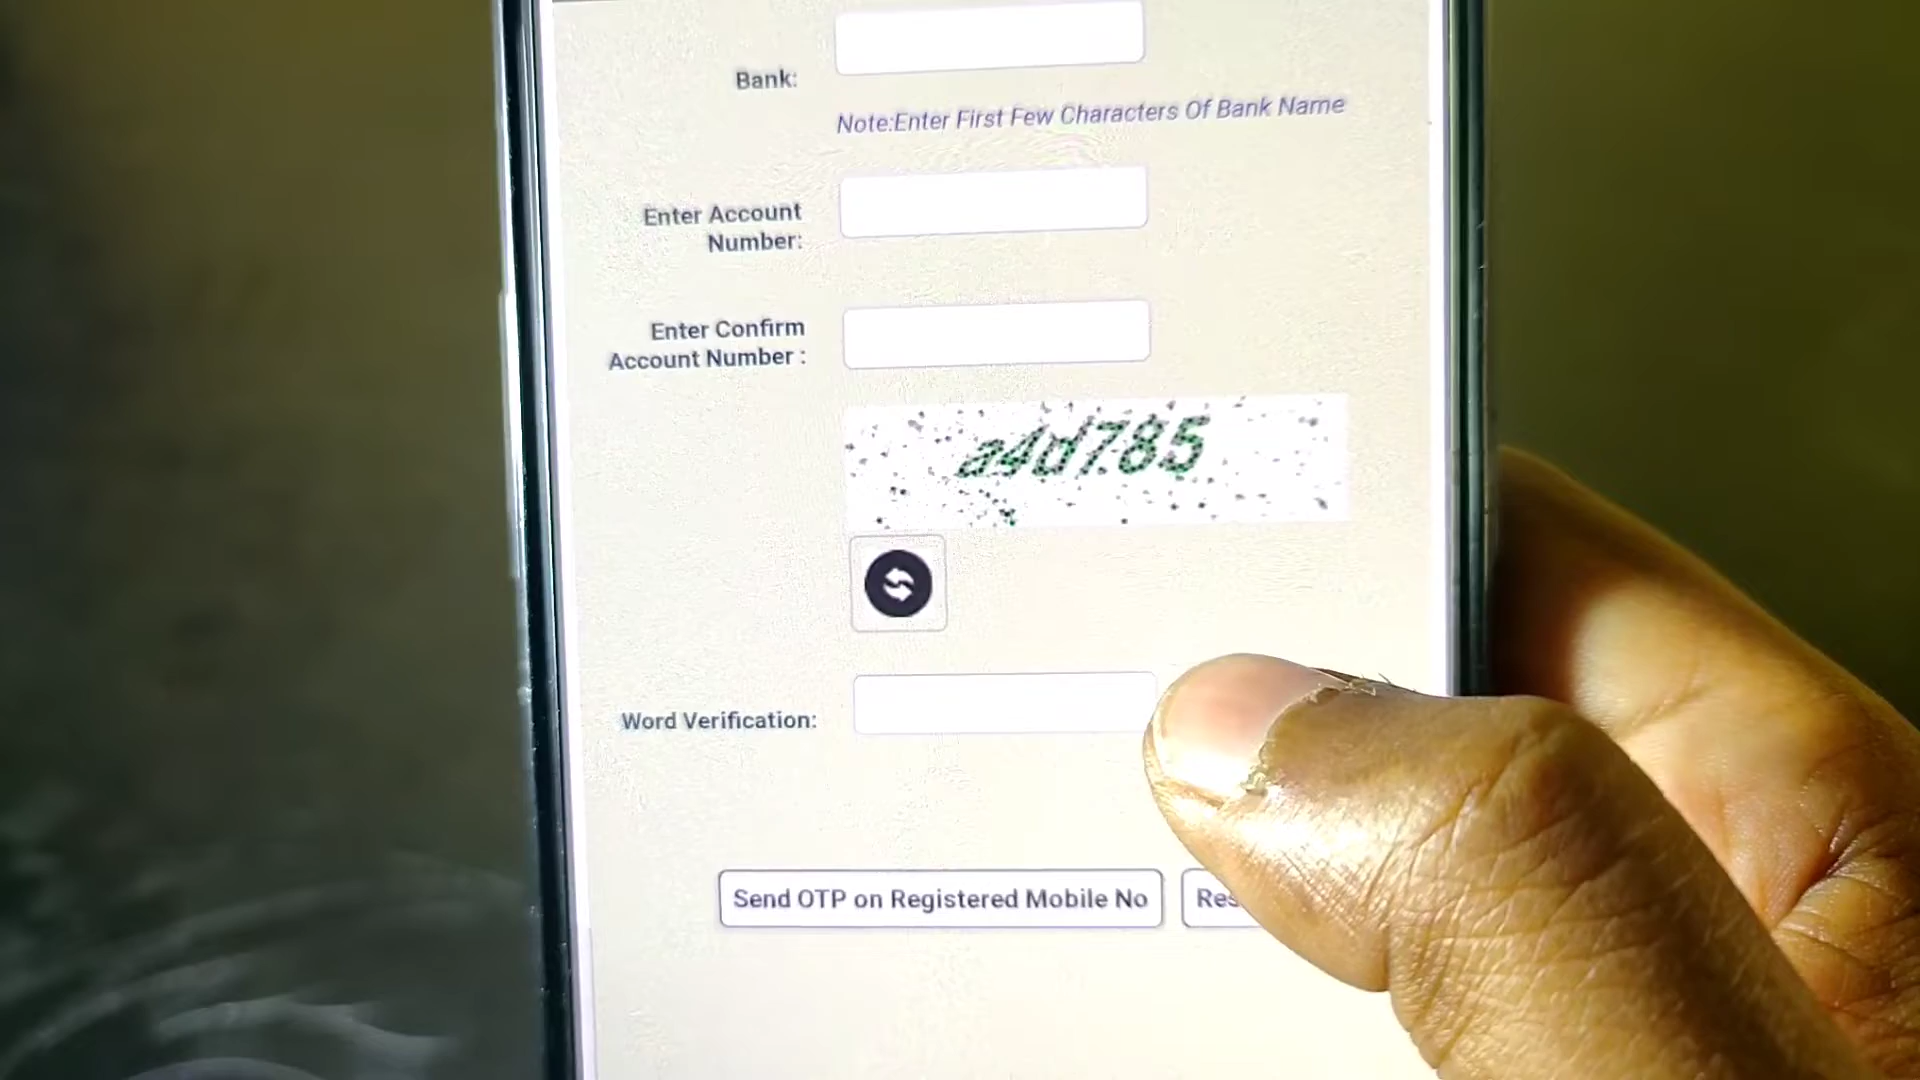 Bank:
Note:Enter First Few Characters Of Bank Name
Enter Account
Number:
Enter Confirm
Account Number :
a4d785
Word Verification:
Send OTP on Registered Mobile No